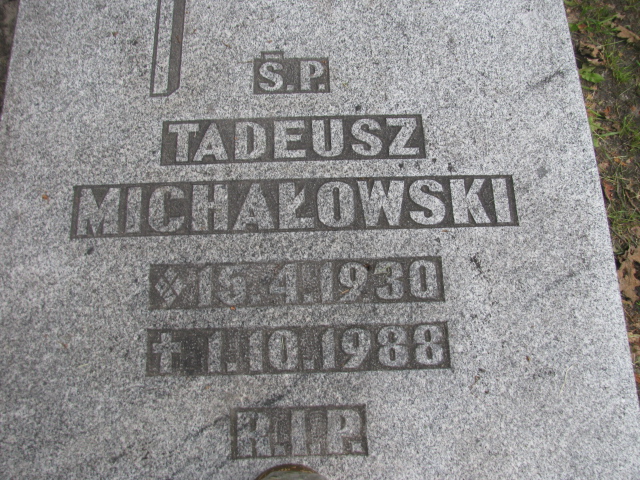 Ś.P.
TADEUSZ
MICHAŁOWSKI
15.4.1930
✝ 1.10.1988
R.I.P.